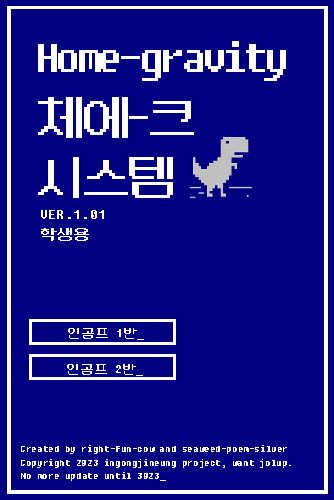 Home-gravity
체에-크
시스템
VER.1.01
학생용
인공프 1반_
인공프 2반_
Created by right-fun-cow and seaweed-poem-silver
Copyright 2023 ingongjineung project, want jolup.
No more update until 3023_